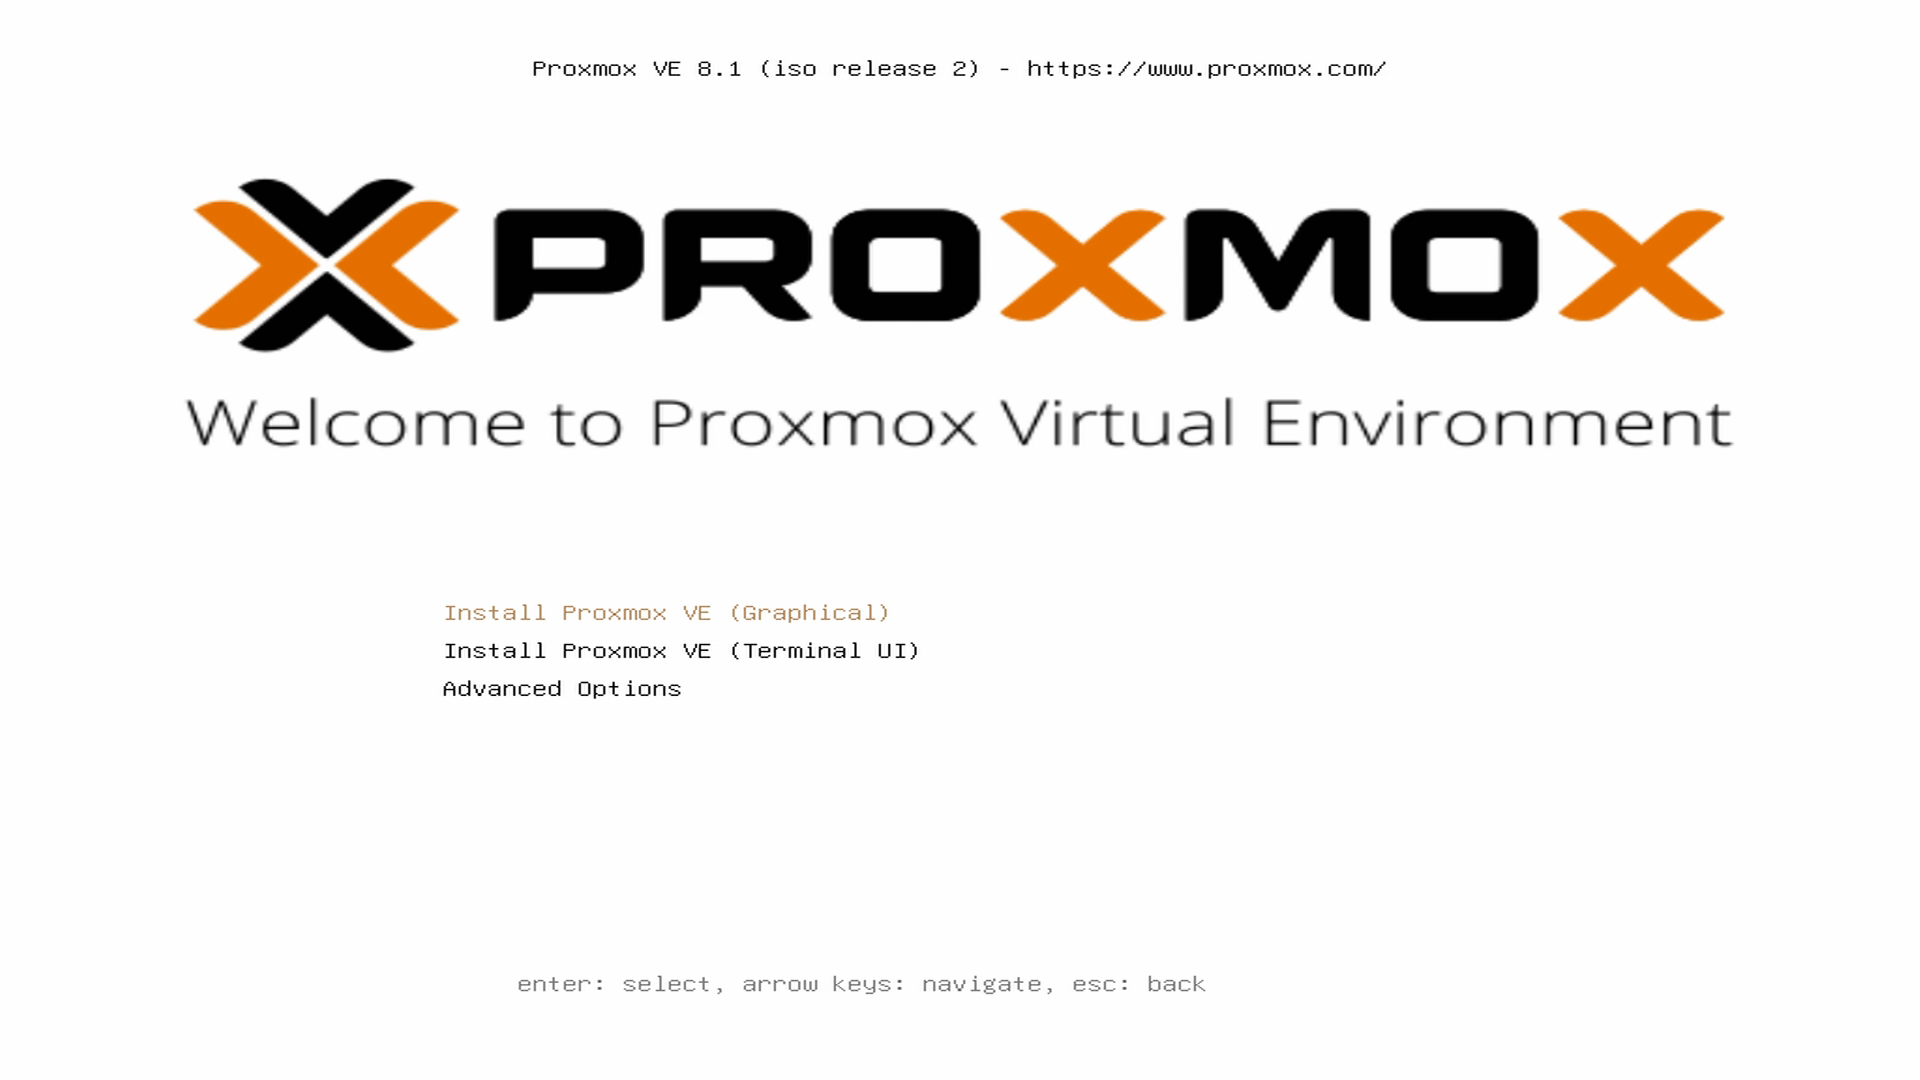 Proxmox VE 8.1 (iso release 2) - https://www.proxmox.com/
PROXMOX
Welcome to Proxmox Virtual Environment
Install Proxmox VE (Graphical)
Install Proxmox VE (Terminal UI)
Advanced Options
enter: select, arrow keys: navigate, esc: back